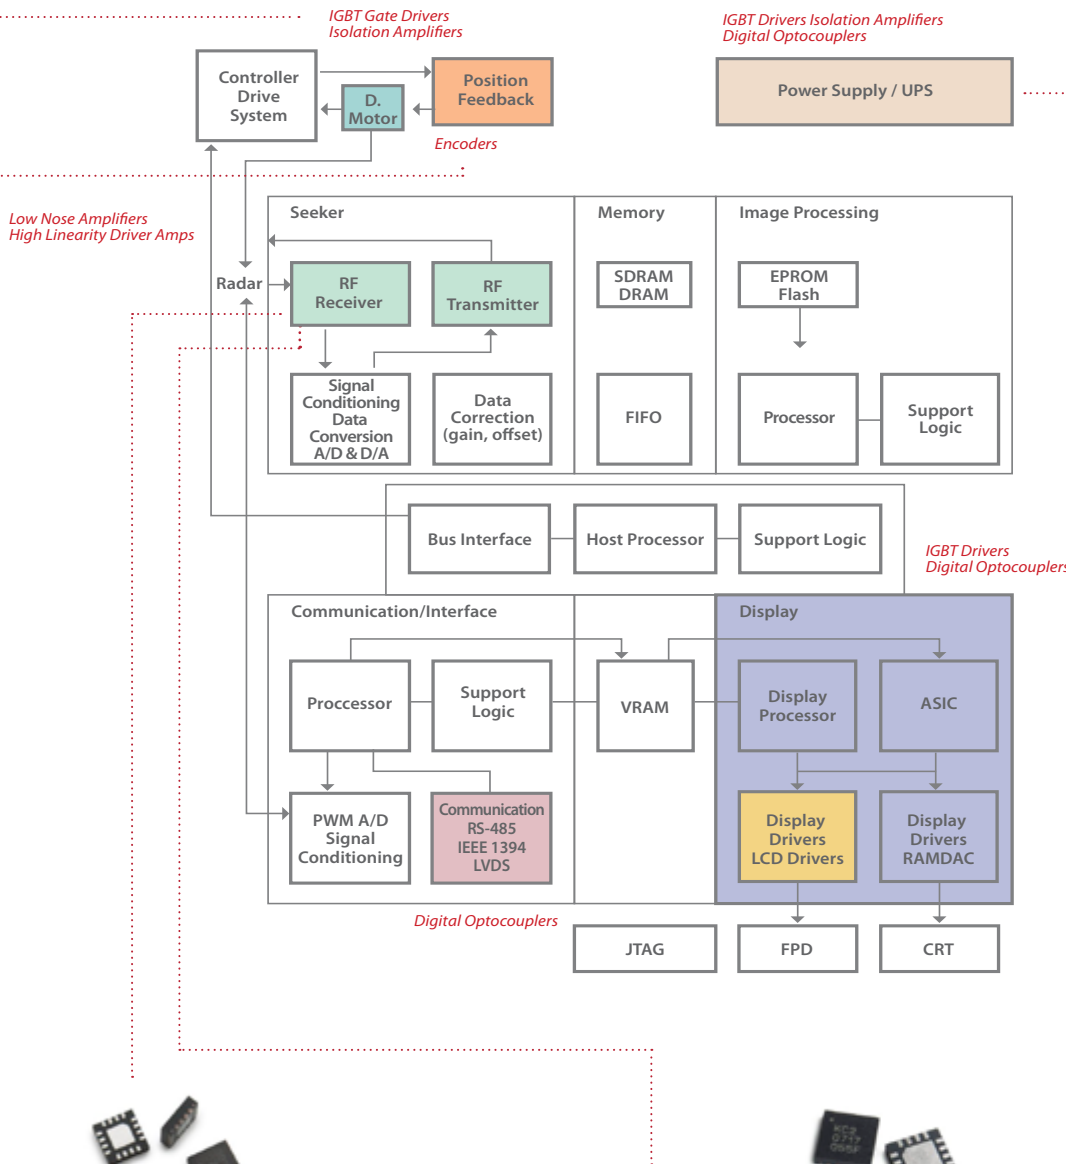 IGBT Gate Drivers
Isolation Amplifiers
IGBT Drivers Isolation Amplifiers
Digital Optocouplers
Controller
Drive
System
D.
Motor
Position
Feedback
Power Supply / UPS
Encoders
Low Nose Amplifiers
High Linearity Driver Amps
Seeker
Memory
Image Processing
Radar
RF
Receiver
RF
Transmitter
SDRAM
DRAM
EPROM
Flash
Signal
Conditioning
Data
Conversion
A/D & D/A
Data
Correction
(gain, offset)
FIFO
Processor
Support
Logic
Bus Interface
Host Processor
Support Logic
IGBT Drivers
Digital Optocouplers
Communication/Interface
Display
Proccessor
Support
Logic
VRAM
Display
Processor
ASIC
PWM A/D
Signal
Conditioning
Communication
RS-485
IEEE 1394
LVDS
Display
Drivers
LCD Drivers
Display
Drivers
RAMDAC
Digital Optocouplers
JTAG
FPD
CRT
KC2
0717
055F